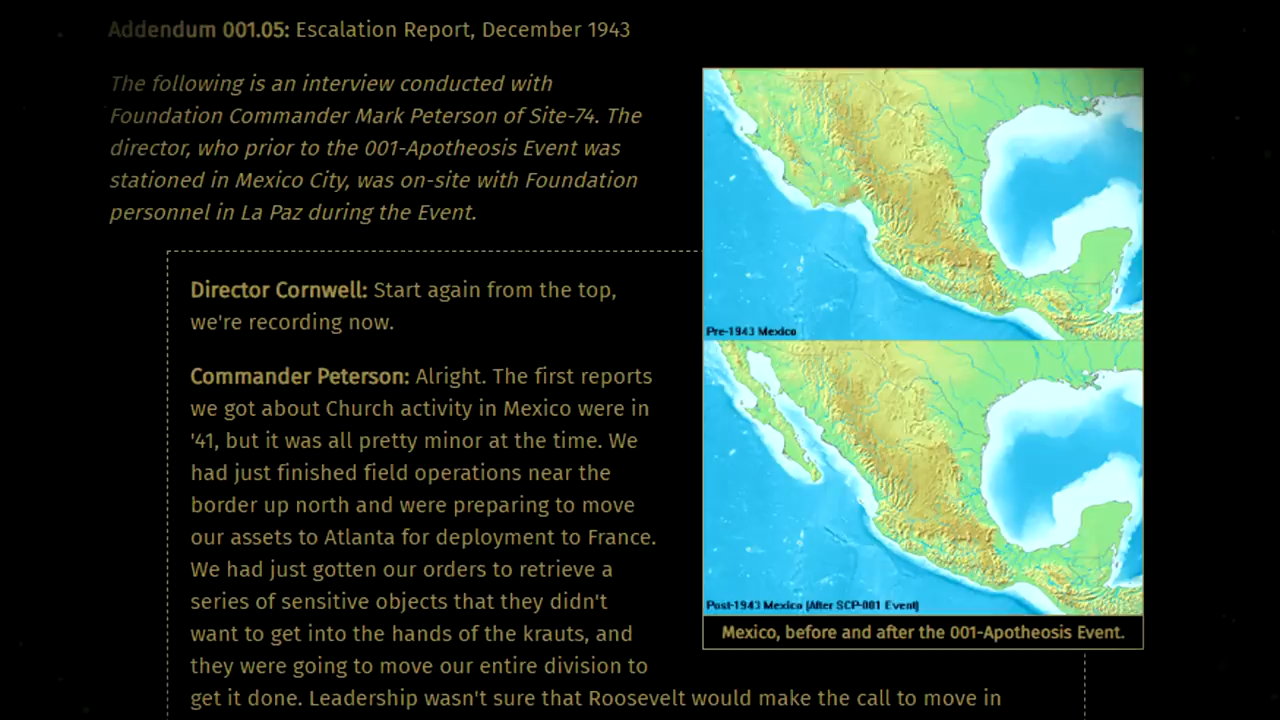 Addendum 001.05: Escalation Report, December 1943
The following is an interview conducted with
Foundation Commander Mark Peterson of Site-74. The
director, who prior to the 001-Apotheosis Event was
stationed in Mexico City, was on-site with Foundation
personnel in La Paz during the Event.
Director Cornwell: Start again from the top,
we're recording now.
Commander Peterson: Alright. The first reports
we got about Church activity in Mexico were in
'41, but it was all pretty minor at the time. We
had just finished field operations near the
border up north and were preparing to move
our assets to Atlanta for deployment to France.
We had just gotten our orders to retrieve a
series of sensitive objects that they didn't
want to get into the hands of the krauts, and
they were going to move our entire division to
get it done. Leadership wasn't sure that Roosevelt would make the call to move in
Pre-1943 Mexico
Post-1943 Mexico (After SCP-001 Event)
Mexico, before and after the 001-Apotheosis Event.